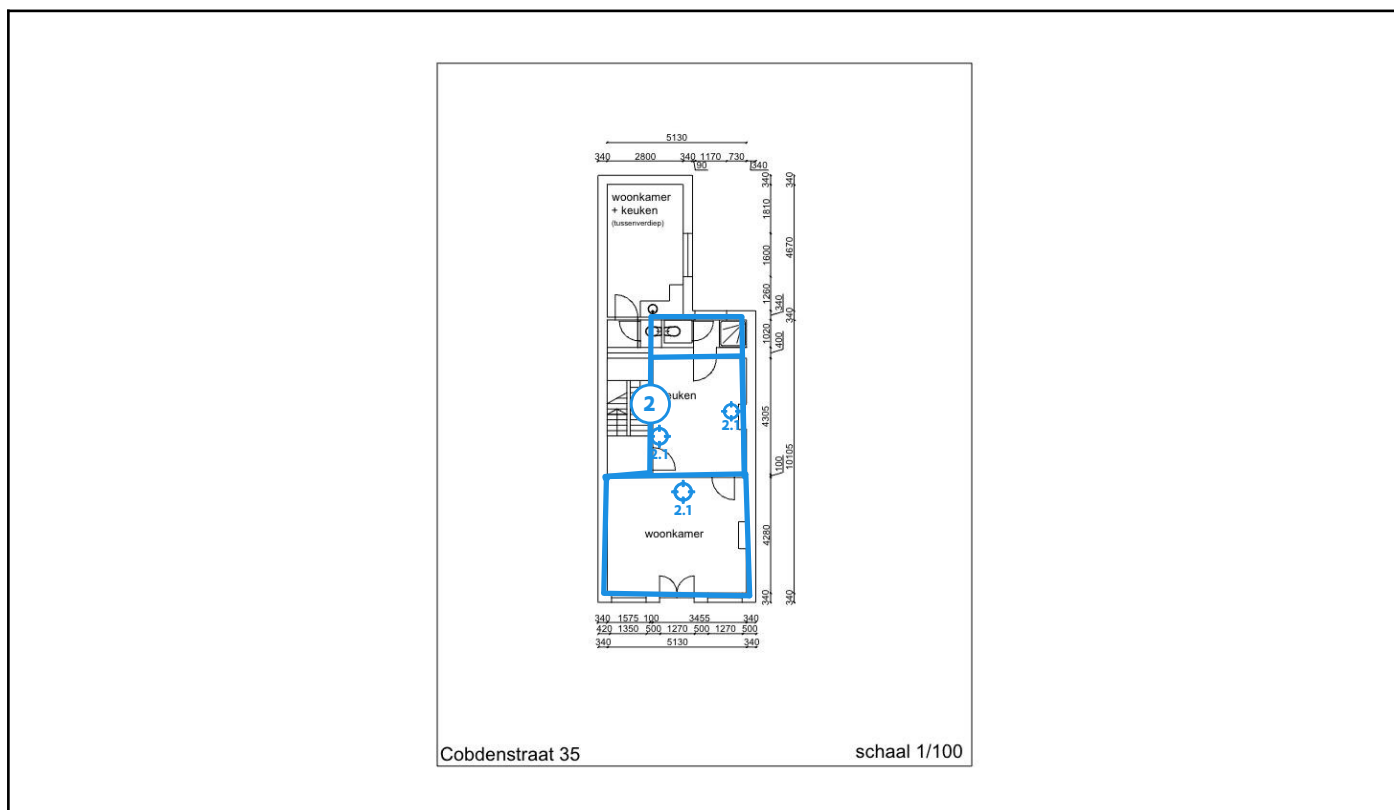 5130
340 2800 340 1170 730
90 340
woonkamer
+ keuken
(tussenverdiep)
340 340
1810
4670
1600
1260
340
340
1020
400
2
euken
2.1
2.1
4305
100
10105
2.1
woonkamer
4280
340 340
340 1575 100 3455 340
420 1350 500 1270 500 1270 500
340 5130 340
Cobdenstraat 35
schaal 1/100